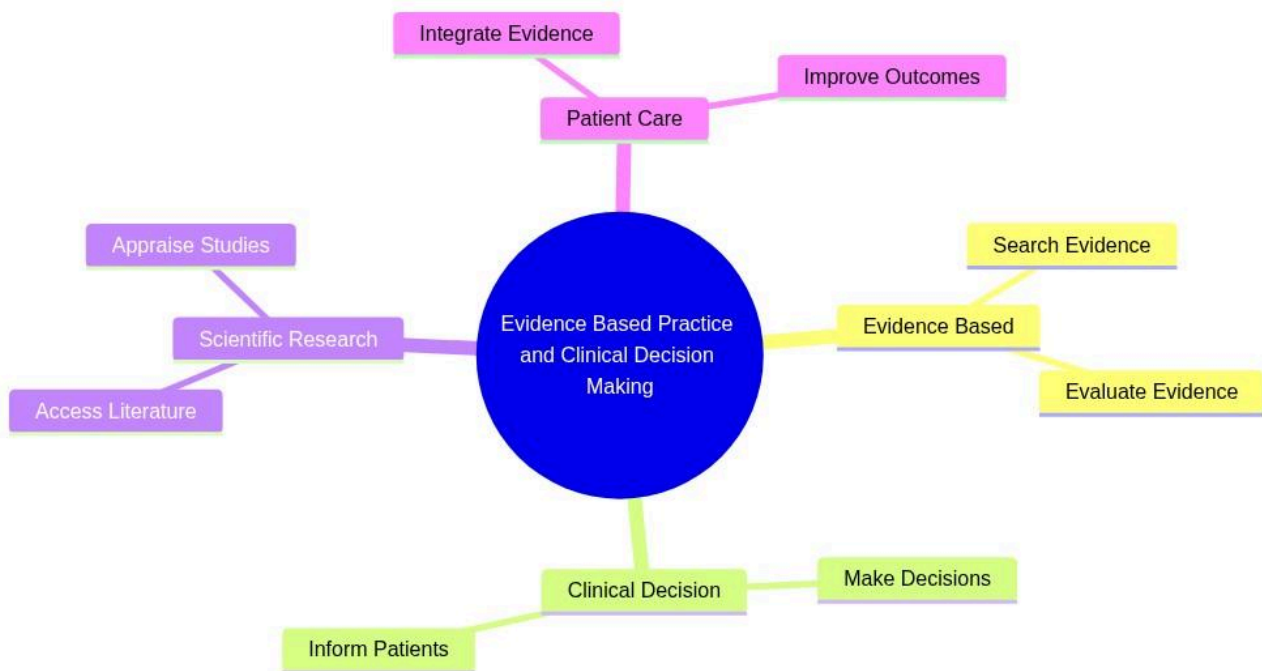 Integrate Evidence
Improve Outcomes
Patient Care
Appraise Studies
Scientific Research
Access Literature
Evidence Based Practice
and Clinical Decision
Making
Search Evidence
Evidence Based
Evaluate Evidence
Clinical Decision
Make Decisions
Inform Patients